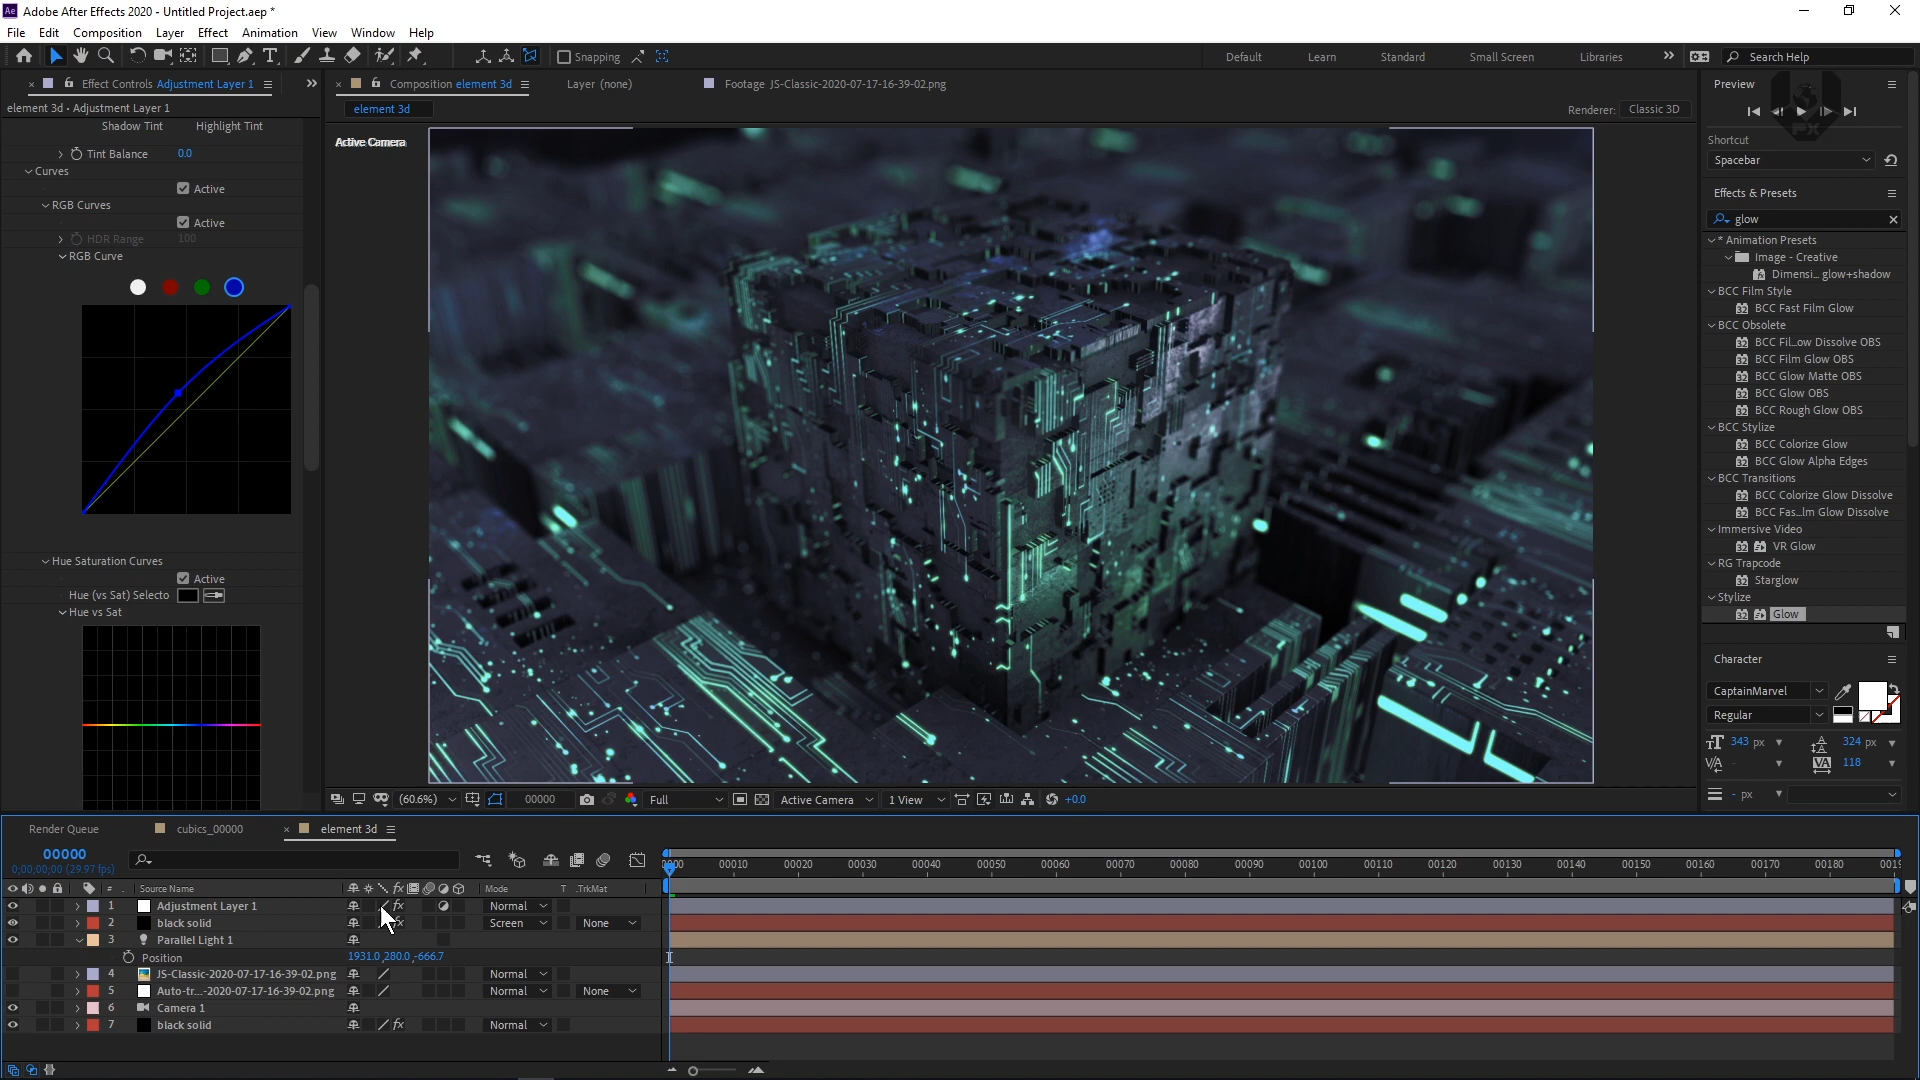 Adobe After Effects 2020 - Untitled Project.aep *
File Edit Composition Layer Effect Animation View Window Help
Snapping Default Learn Standard Small Screen Libraries Search Help
Effect Controls Adjustment Layer 1
element 3d • Adjustment Layer 1
Shadow Tint Highlight Tint
Tint Balance 0.0
Curves
Active
RGB Curves
Active
HDR Range 100
RGB Curve
Hue Saturation Curves
Active
Hue (vs Sat) Selecto
Hue vs Sat
Composition element 3d Layer (none) Footage JS-Classic-2020-07-17-16-39-02.png
element 3d Renderer: Classic 3D
Active Camera
(60.6%) 00000 Full Active Camera 1 View +0.0
Preview
Shortcut
Spacebar
Effects & Presets
glow
* Animation Presets
Image - Creative
Dimensi... glow+shadow
BCC Film Style
BCC Fast Film Glow
BCC Obsolete
BCC Fil...ow Dissolve OBS
BCC Film Glow OBS
BCC Glow Matte OBS
BCC Glow OBS
BCC Rough Glow OBS
BCC Stylize
BCC Colorize Glow
BCC Glow Alpha Edges
BCC Transitions
BCC Colorize Glow Dissolve
BCC Fas...lm Glow Dissolve
Immersive Video
VR Glow
RG Trapcode
Starglow
Stylize
Glow
Character
CaptainMarvel
Regular
343 px 324 px
118
- px
Render Queue cubics_00000 element 3d
00000
0;00;00;00 (29.97 fps)
00010 00020 00030 00040 00050 00060 00070 00080 00090 00100 00110 00120 00130 00140 00150 00160 00170 00180
# Source Name Mode T .TrkMat
1 Adjustment Layer 1 Normal
2 black solid Screen None
3 Parallel Light 1
Position 1931.0,280.0,-666.7
4 JS-Classic-2020-07-17-16-39-02.png Normal
5 Auto-tr...-2020-07-17-16-39-02.png Normal None
6 Camera 1
7 black solid Normal